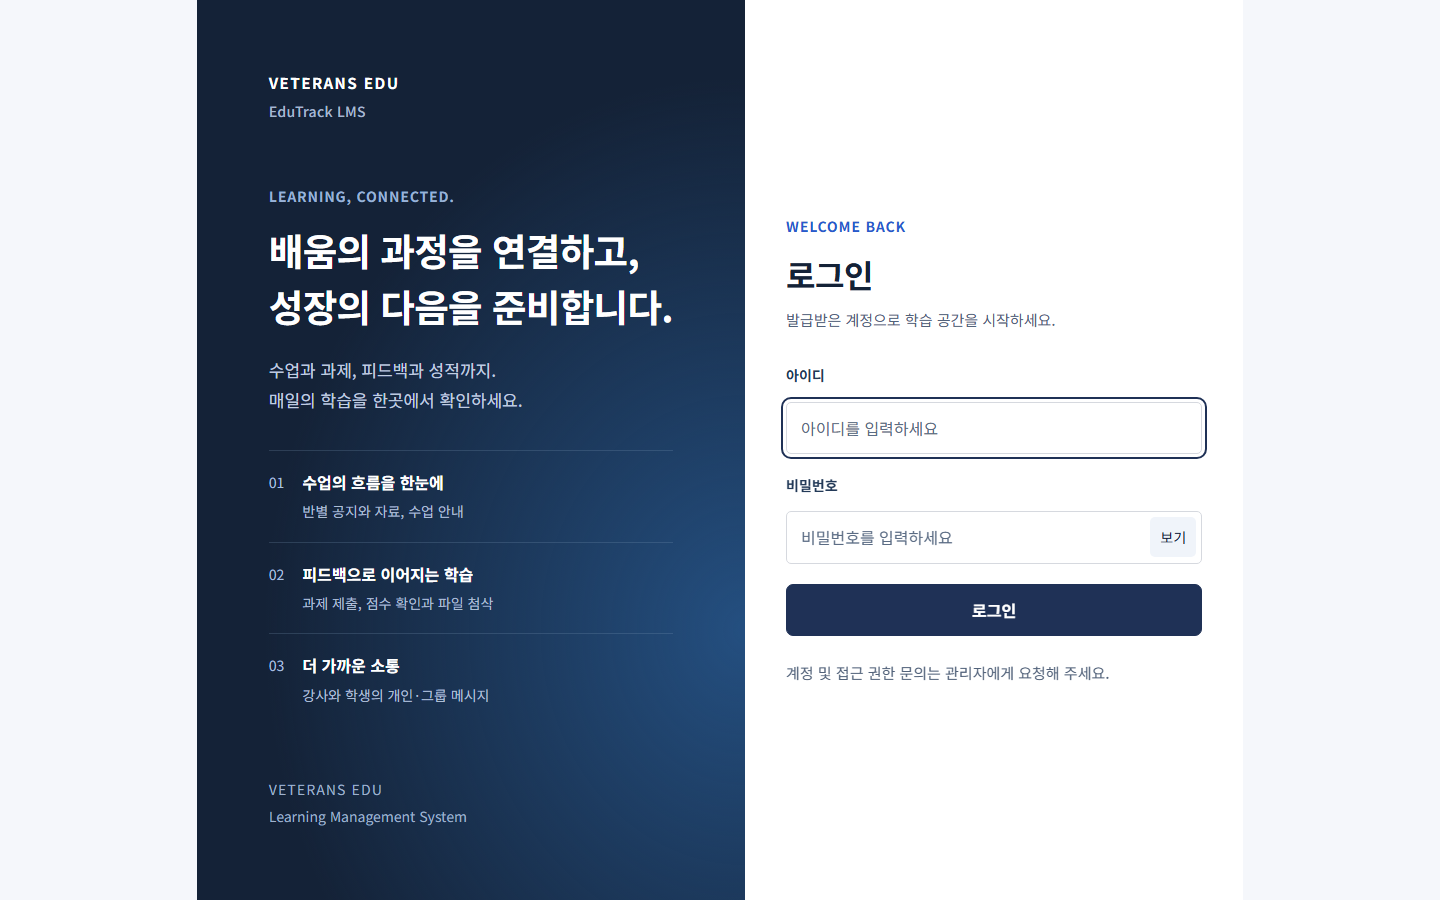 VETERANS EDU
EduTrack LMS
LEARNING, CONNECTED.
배움의 과정을 연결하고,
성장의 다음을 준비합니다.
수업과 과제, 피드백과 성적까지.
매일의 학습을 한곳에서 확인하세요.
01 수업의 흐름을 한눈에
반별 공지와 자료, 수업 안내
02 피드백으로 이어지는 학습
과제 제출, 점수 확인과 파일 첨삭
03 더 가까운 소통
강사와 학생의 개인·그룹 메시지
VETERANS EDU
Learning Management System
WELCOME BACK
로그인
발급받은 계정으로 학습 공간을 시작하세요.
아이디
아이디를 입력하세요
비밀번호
비밀번호를 입력하세요 보기
로그인
계정 및 접근 권한 문의는 관리자에게 요청해 주세요.